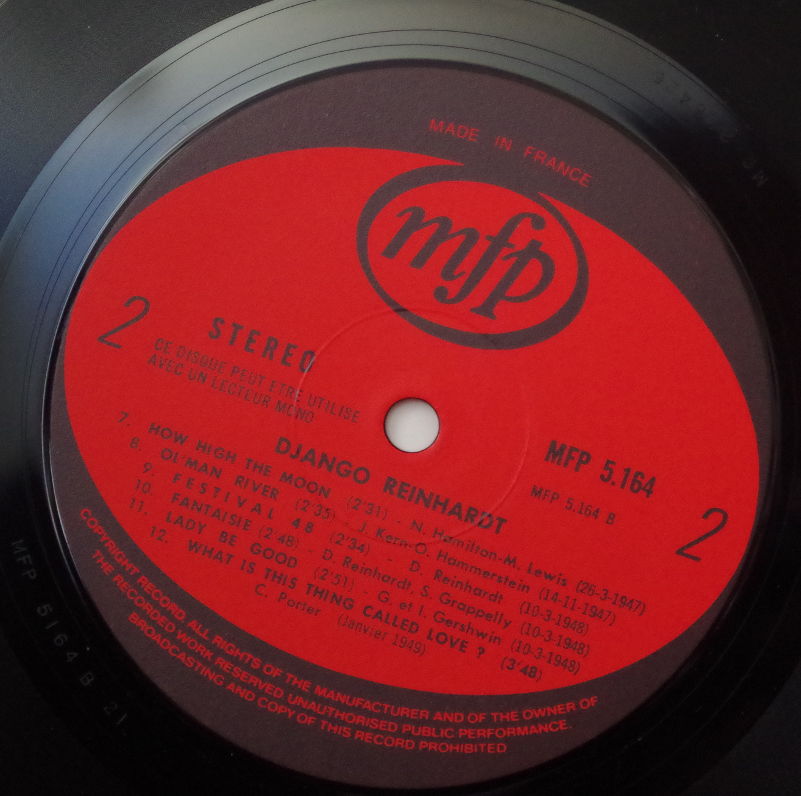 MADE IN FRANCE
mfp
2
STEREO
CE DISQUE PEUT ETRE UTILISE
AVEC UN LECTEUR MONO
MFP 5.164
MFP 5.164 B
2
DJANGO REINHARDT
7. HOW HIGH THE MOON (2'31) - N. Hamilton-M. Lewis (26-3-1947)
8. OL'MAN RIVER (2'35) - J. Kern-O. Hammerstein (14-11-1947)
9. FESTIVAL 48 (2'34) - D. Reinhardt (10-3-1948)
10. FANTAISIE (2'48) - D. Reinhardt, S. Grappelly (10-3-1948)
11. LADY BE GOOD (2'51) - G. et I. Gershwin (10-3-1948)
12. WHAT IS THIS THING CALLED LOVE ? (3'48)
C. Porter (Janvier 1949)
COPYRIGHT RECORD. ALL RIGHTS OF THE MANUFACTURER AND OF THE OWNER OF
THE RECORDED WORK RESERVED. UNAUTHORISED PUBLIC PERFORMANCE.
BROADCASTING AND COPY OF THIS RECORD PROHIBITED
MFP 5164 B 21